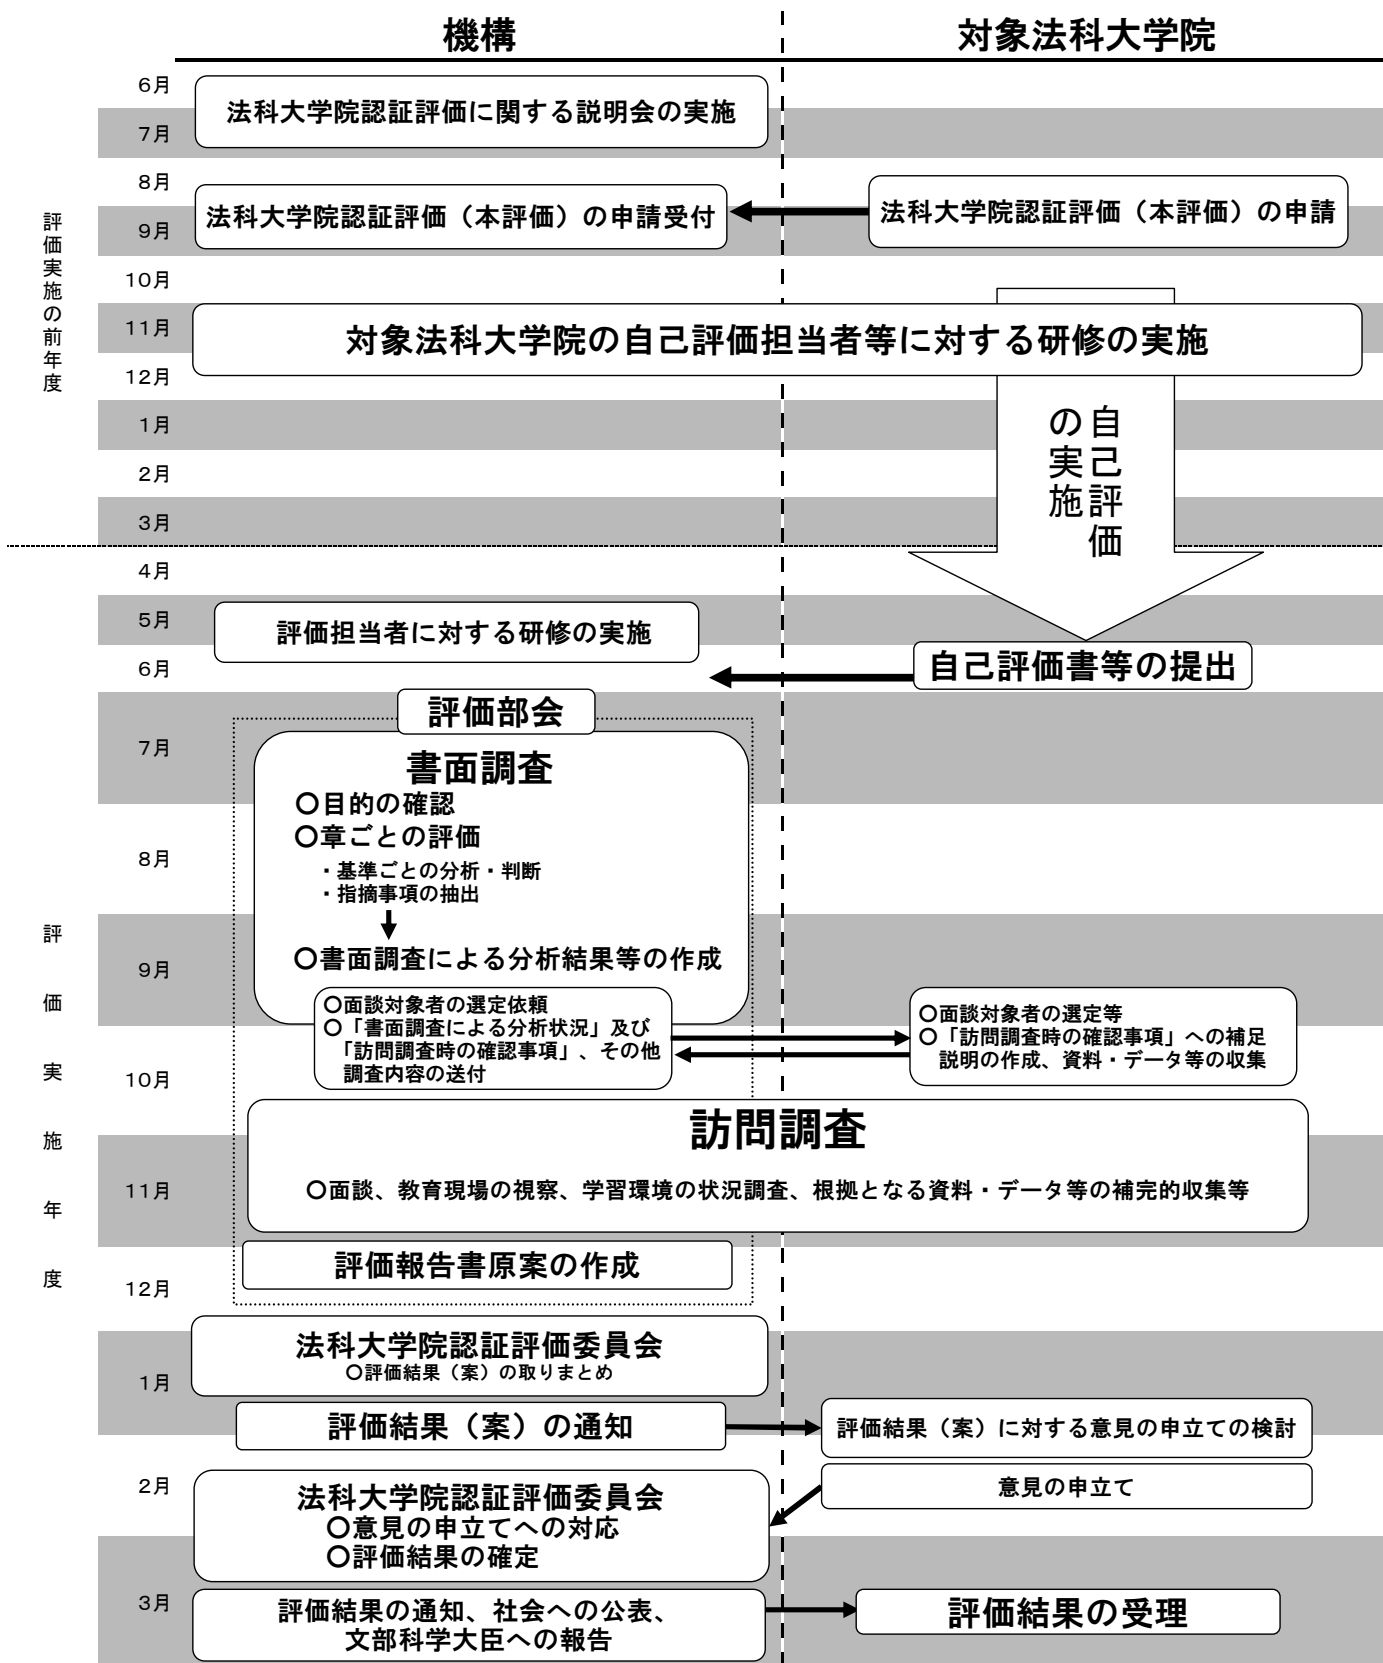 機構
対象法科大学院
評価実施の前年度
6月
法科大学院認証評価に関する説明会の実施
7月
8月
法科大学院認証評価（本評価）の申請受付
法科大学院認証評価（本評価）の申請
9月
10月
11月
対象法科大学院の自己評価担当者等に対する研修の実施
12月
自己評価
の実施
1月
2月
3月
評価実施年度
4月
5月
評価担当者に対する研修の実施
6月
自己評価書等の提出
評価部会
7月
書面調査
〇目的の確認
〇章ごとの評価
8月
・基準ごとの分析・判断
・指摘事項の抽出
〇書面調査による分析結果等の作成
9月
〇面談対象者の選定依頼
〇「書面調査による分析状況」及び
「訪問調査時の確認事項」、その他
調査内容の送付
〇面談対象者の選定等
〇「訪問調査時の確認事項」への補足
説明の作成、資料・データ等の収集
10月
訪問調査
11月
〇面談、教育現場の視察、学習環境の状況調査、根拠となる資料・データ等の補完的収集等
評価報告書原案の作成
12月
法科大学院認証評価委員会
〇評価結果（案）の取りまとめ
1月
評価結果（案）の通知
評価結果（案）に対する意見の申立ての検討
2月
意見の申立て
法科大学院認証評価委員会
〇意見の申立てへの対応
〇評価結果の確定
3月
評価結果の通知、社会への公表、
文部科学大臣への報告
評価結果の受理